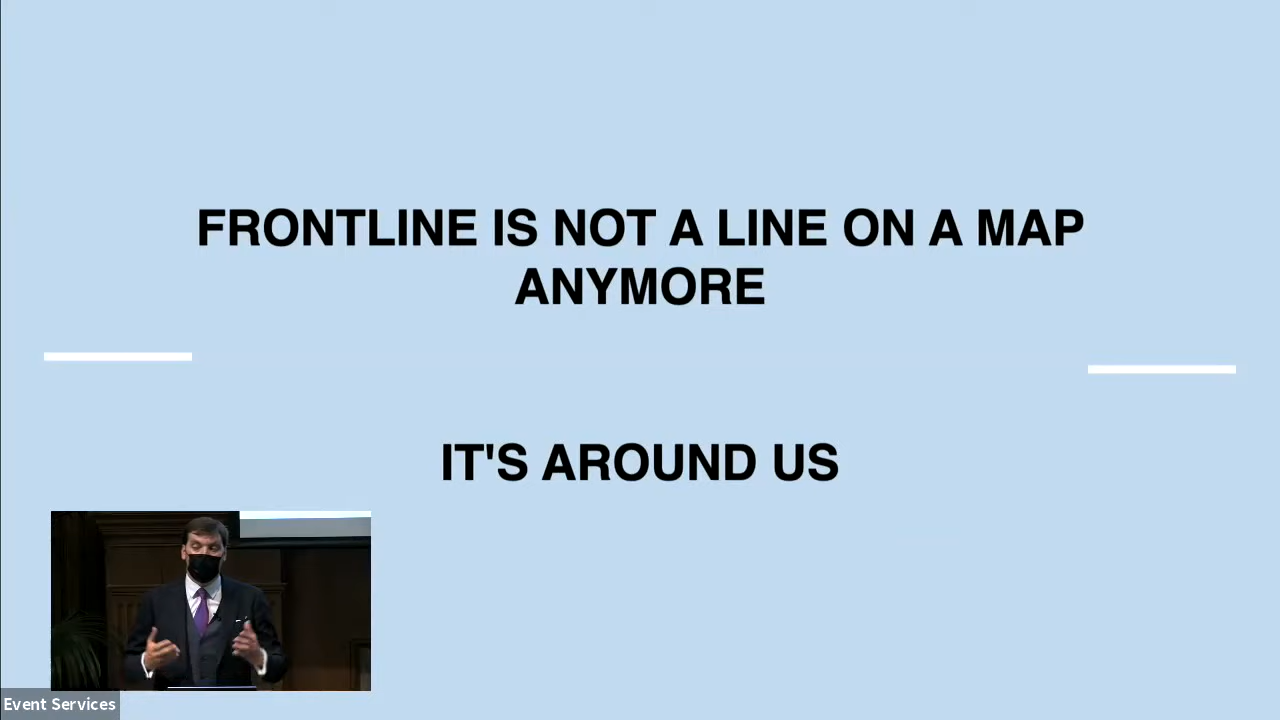 FRONTLINE IS NOT A LINE ON A MAP
ANYMORE
IT'S AROUND US
Event Services